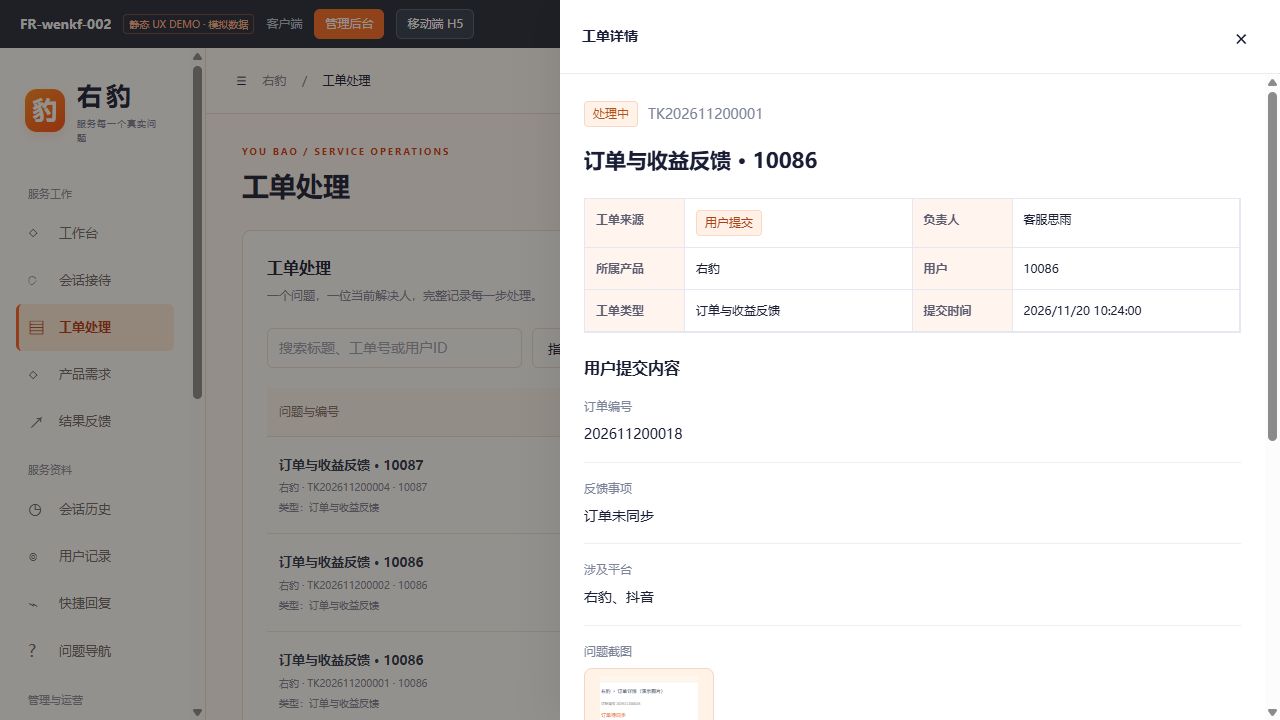 FR-wenkf-002
静态 UX DEMO · 模拟数据
客户端
管理后台
移动端 H5
豹
右豹
服务每一个真实问
题
服务工作
工作台
会话接待
工单处理
产品需求
结果反馈
服务资料
会话历史
用户记录
快捷回复
问题导航
管理与运营
☰ 右豹 / 工单处理
YOU BAO / SERVICE OPERATIONS
工单处理
工单处理
一个问题，一位当前解决人，完整记录每一步处理。
搜索标题、工单号或用户ID
指
问题与编号
订单与收益反馈 • 10087
右豹 · TK202611200004 · 10087
类型：订单与收益反馈
订单与收益反馈 • 10086
右豹 · TK202611200002 · 10086
类型：订单与收益反馈
订单与收益反馈 • 10086
右豹 · TK202611200001 · 10086
类型：订单与收益反馈
工单详情
×
处理中 TK202611200001
订单与收益反馈 • 10086
工单来源 用户提交 负责人 客服思雨
所属产品 右豹 用户 10086
工单类型 订单与收益反馈 提交时间 2026/11/20 10:24:00
用户提交内容
订单编号
202611200018
反馈事项
订单未同步
涉及平台
右豹、抖音
问题截图